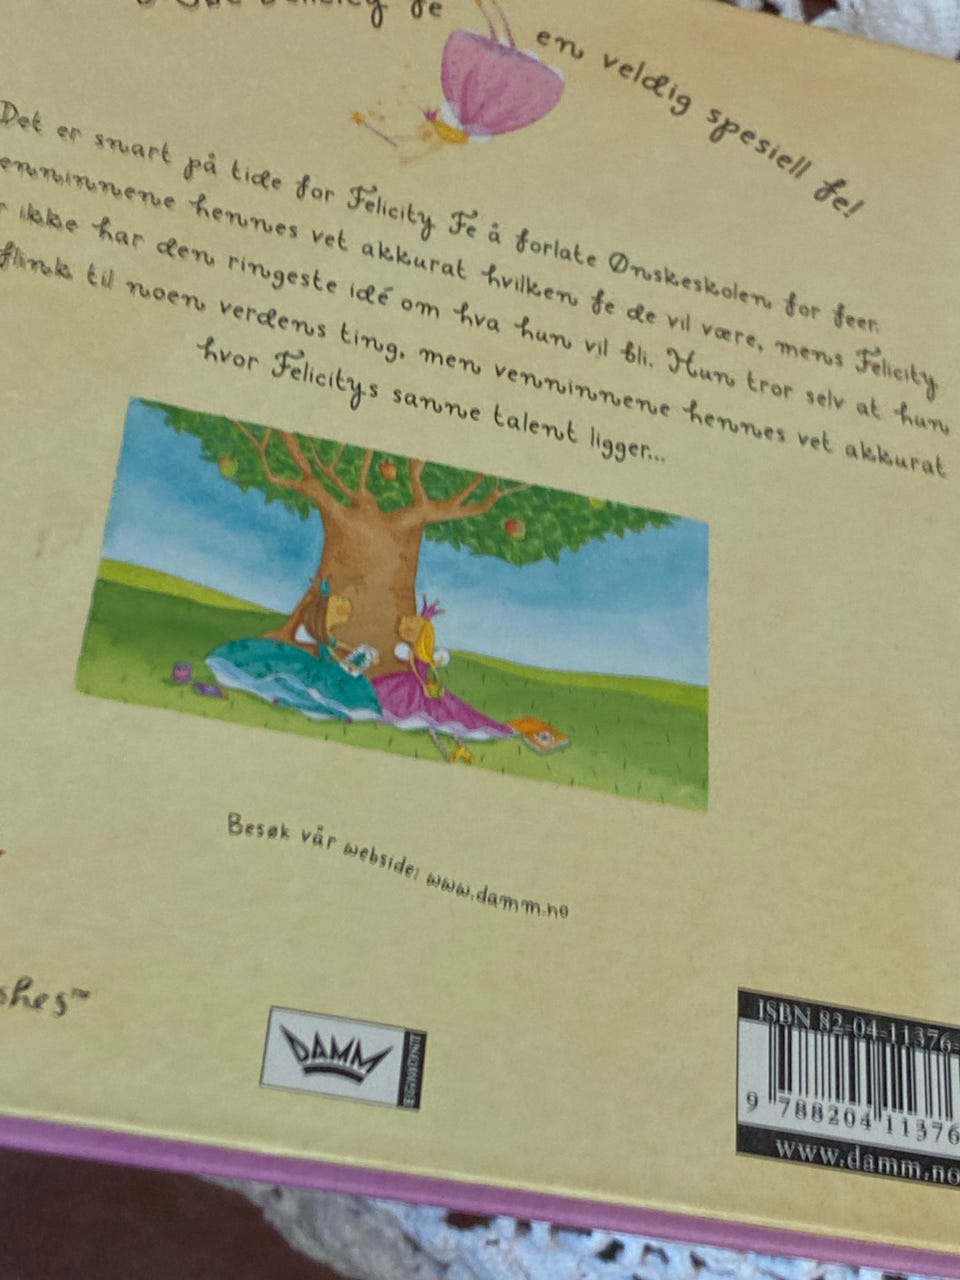 Felicity Fe
en veldig spesiell fe!
Det er snart på tide for Felicity Fe å forlate Ønskeskolen for feer.
hennes vet akkurat hvilken fe de vil være, mens Felicity
ikke har den ringeste idé om hva hun vil bli. Hun tror selv at hun
flink til noen verdens ting, men venninnene hennes vet akkurat
hvor Felicitys sanne talent ligger...
Besøk vår webside: www.damm.no
DAMM
ISBN 82-04-11376-
9 788204 11376
www.damm.no